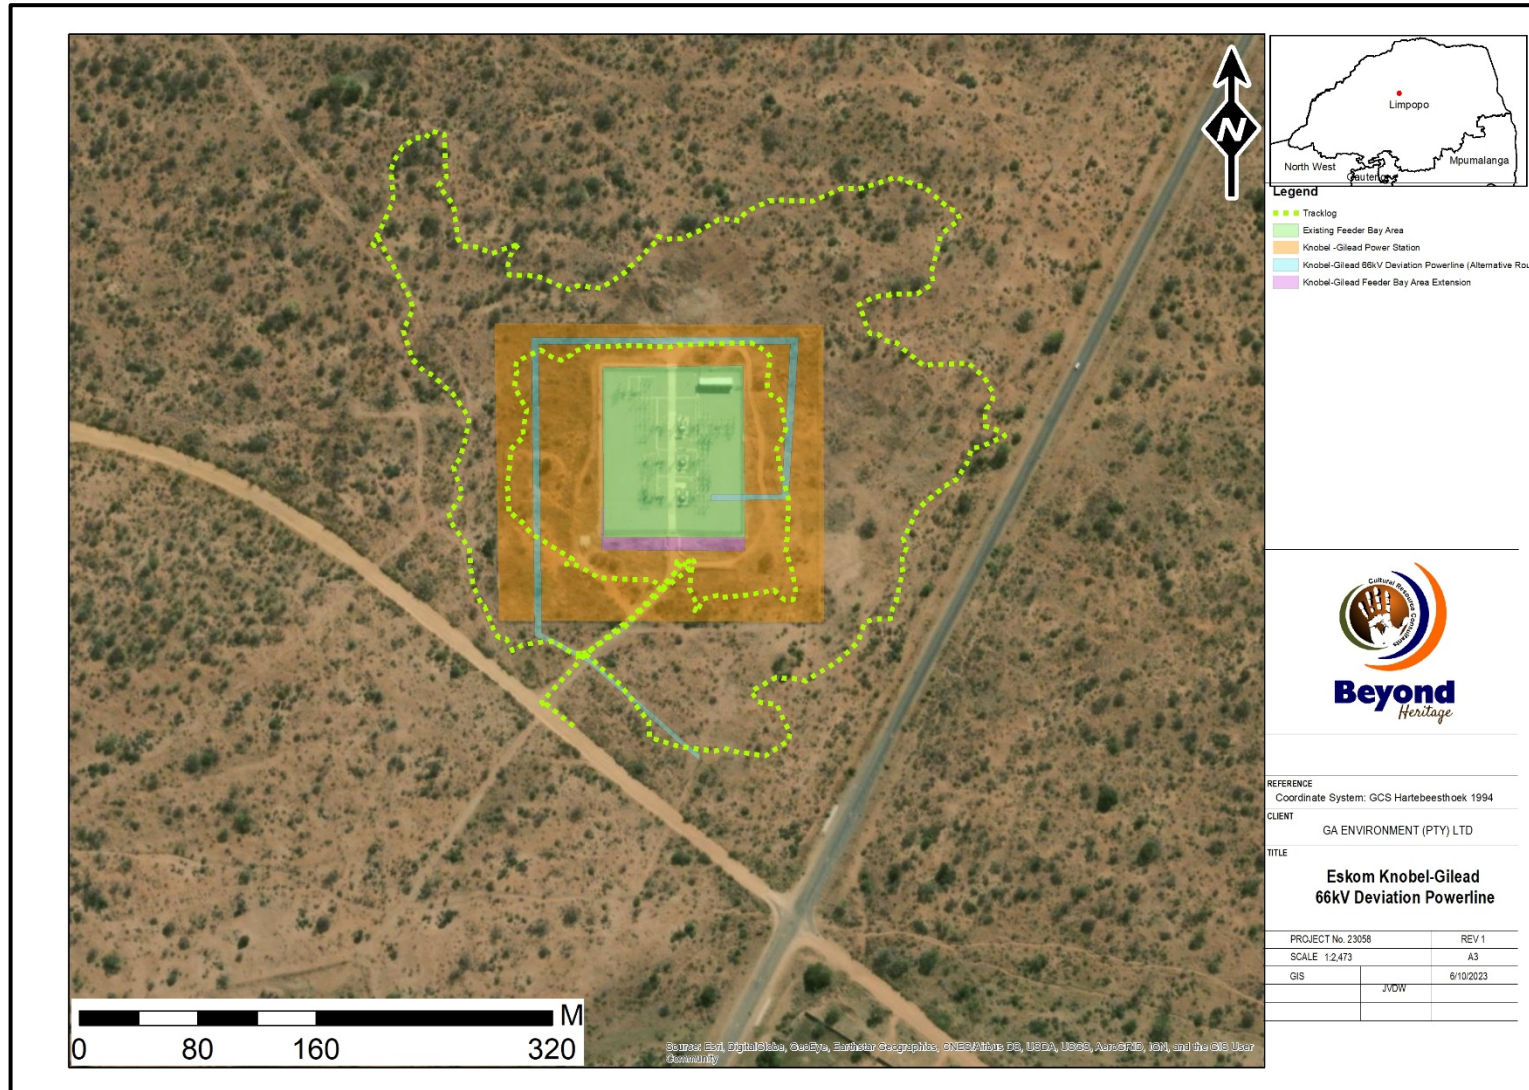 N
Limpopo
North West
Mpumalanga
Gauteng
Legend
Tracklog
Existing Feeder Bay Area
Knobel -Gilead Power Station
Knobel-Gilead 66kV Deviation Powerline (Alternative Rou
Knobel-Gilead Feeder Bay Area Extension
Cultural Resource Consultants
Beyond
Heritage
REFERENCE
Coordinate System: GCS Hartebeesthoek 1994
CLIENT
GA ENVIRONMENT (PTY) LTD
TITLE
Eskom Knobel-Gilead
66kV Deviation Powerline
PROJECT No. 23058 REV 1
SCALE 1:2,473 A3
GIS 6/10/2023
JVDW
M
0 80 160 320
Source: Esri, DigitalGlobe, GeoEye, Earthstar Geographics, CNES/Airbus DS, USDA, USGS, AeroGRID, IGN, and the GIS User
Community